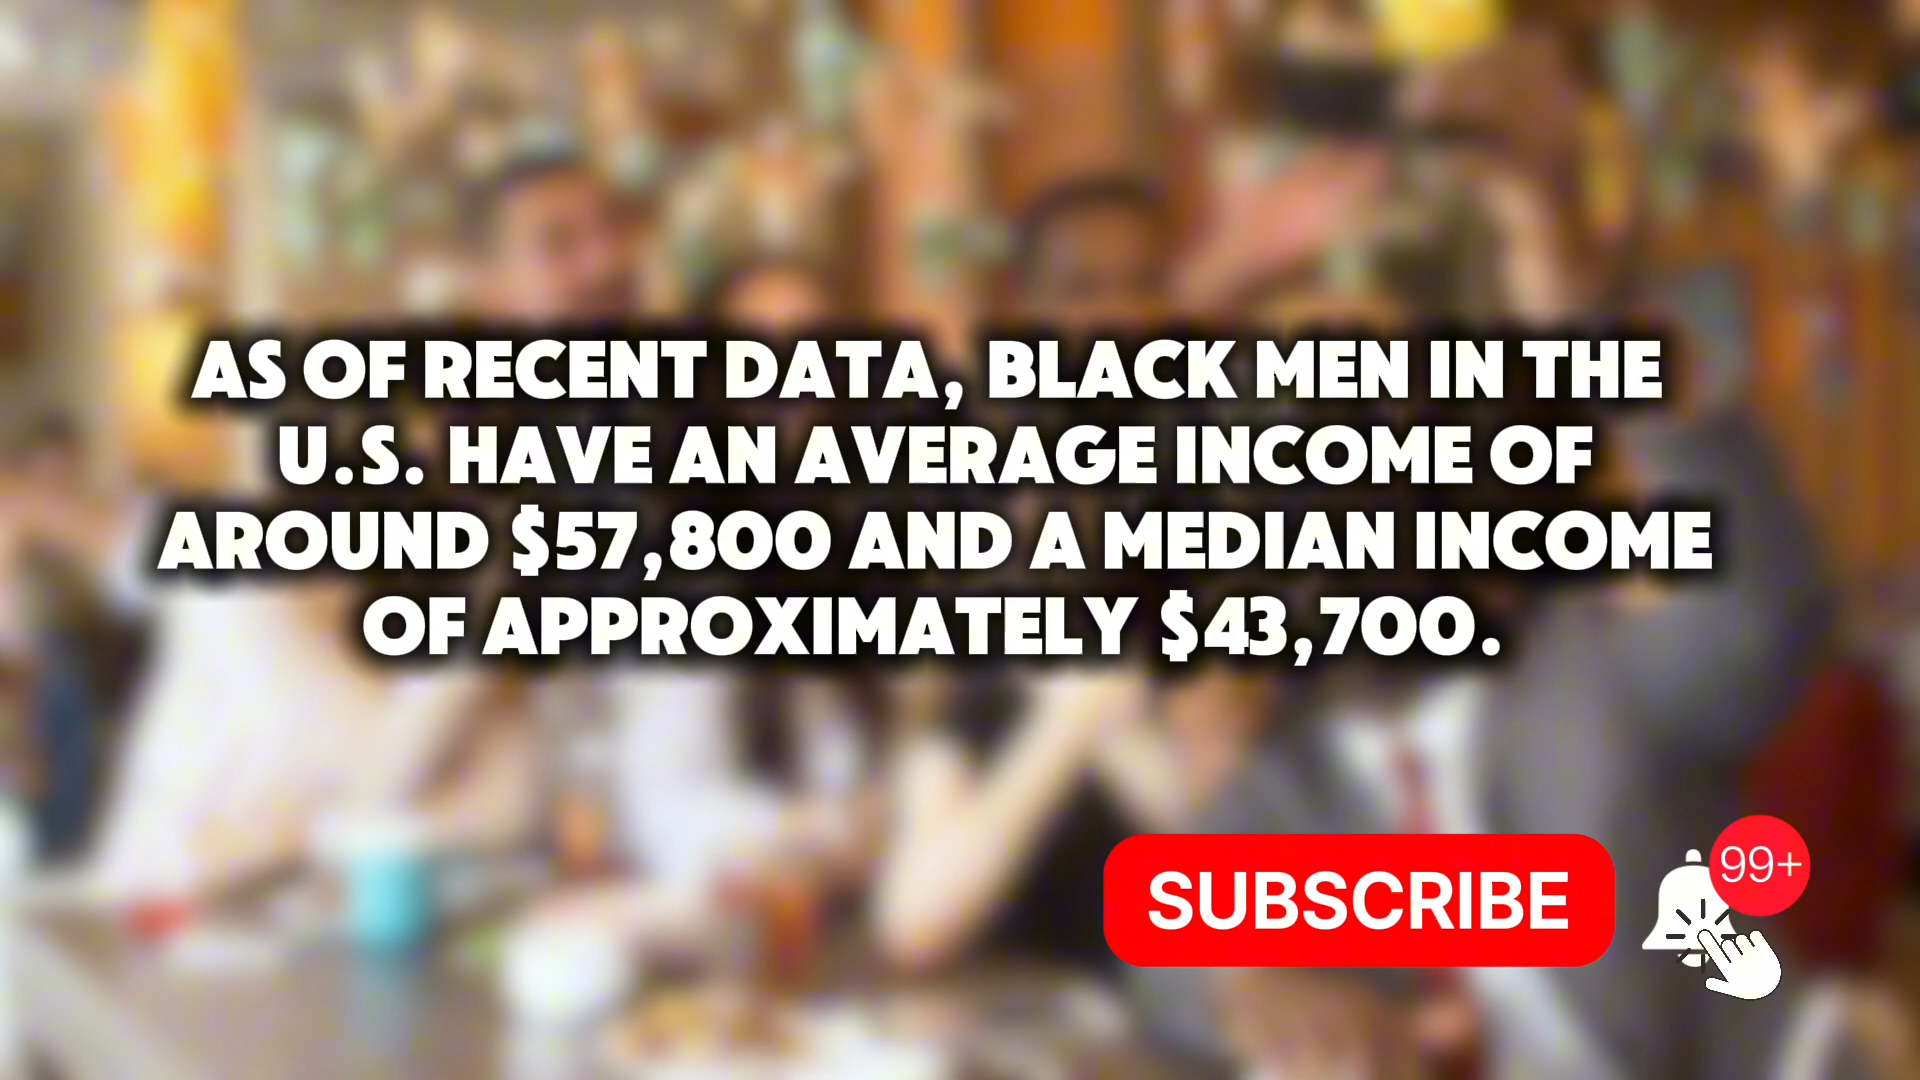 AS OF RECENT DATA, BLACK MEN IN THE
U.S. HAVE AN AVERAGE INCOME OF
AROUND $57,800 AND A MEDIAN INCOME
OF APPROXIMATELY $43,700.
SUBSCRIBE
99+